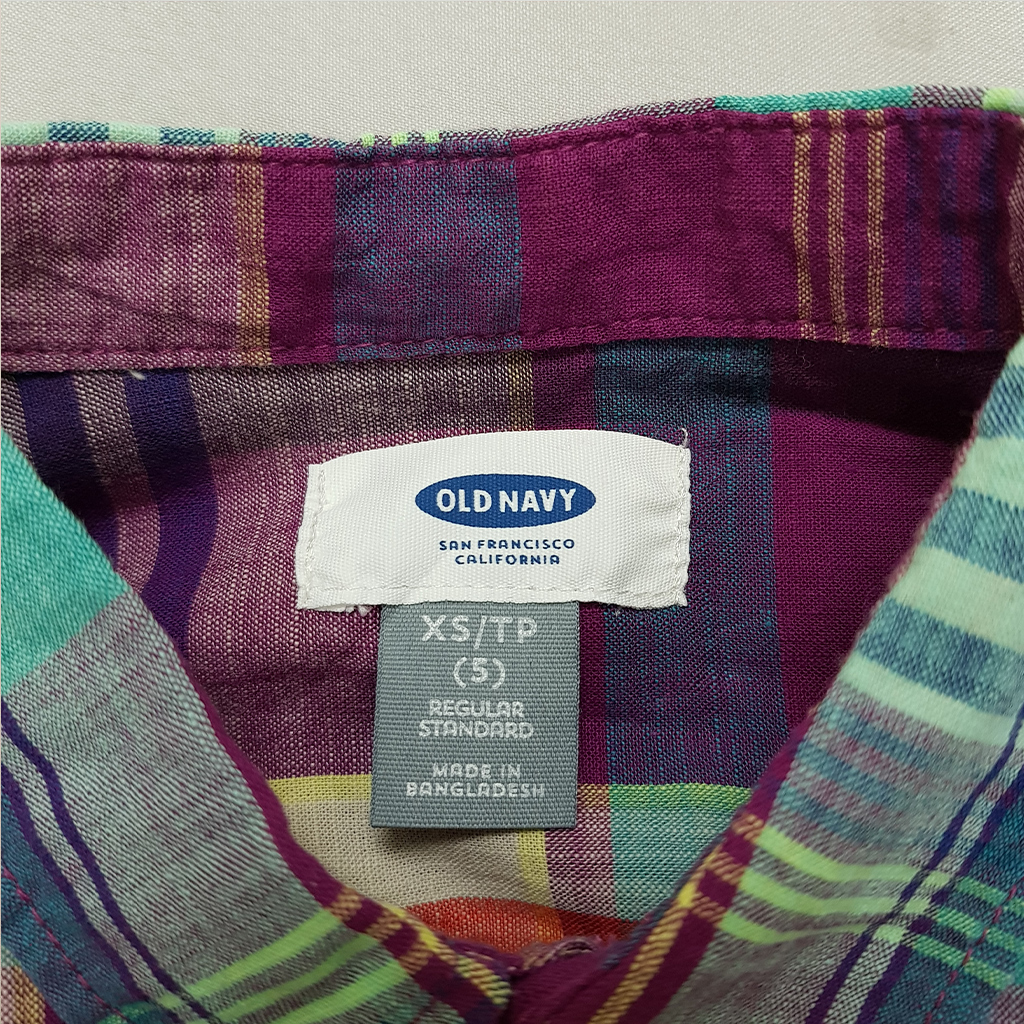 OLD NAVY
SAN FRANCISCO
CALIFORNIA
XS/TP
(5)
REGULAR
STANDARD
MADE IN
BANGLADESH